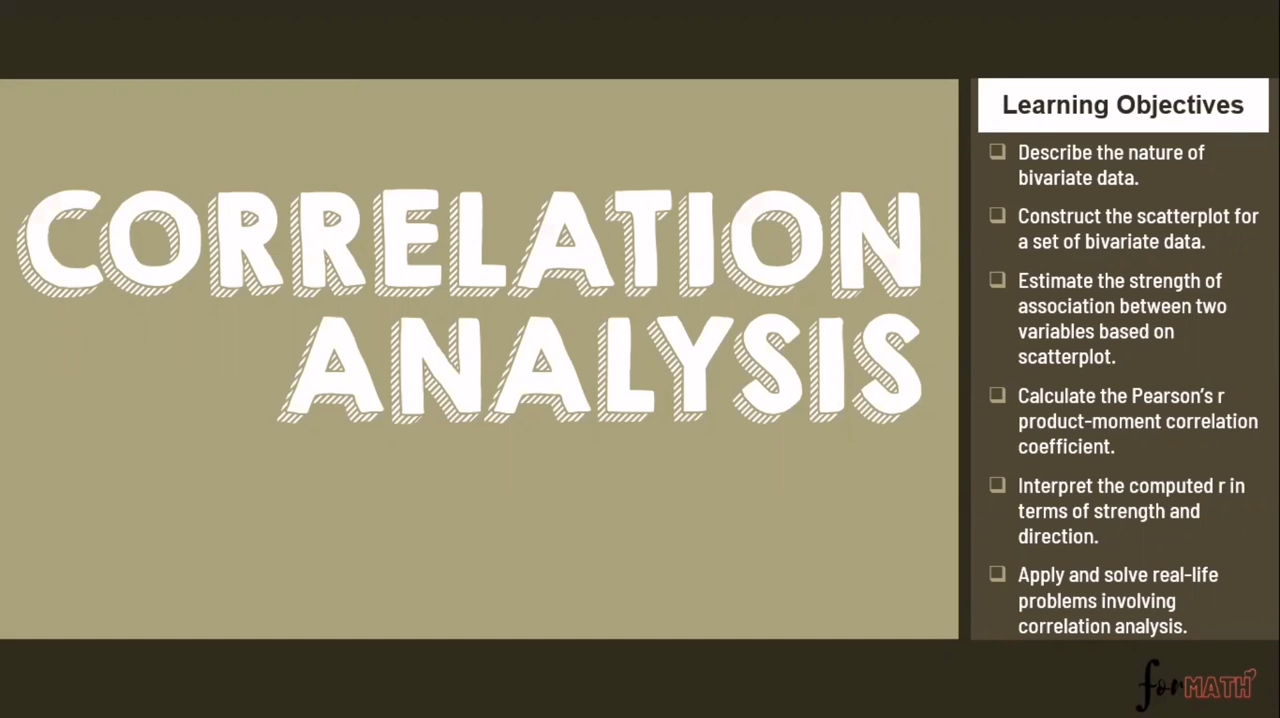 CORRELATION
ANALYSIS
Learning Objectives
Describe the nature of
bivariate data.
Construct the scatterplot for
a set of bivariate data.
Estimate the strength of
association between two
variables based on
scatterplot.
Calculate the Pearson’s r
product-moment correlation
coefficient.
Interpret the computed r in
terms of strength and
direction.
Apply and solve real-life
problems involving
correlation analysis.
forMATH